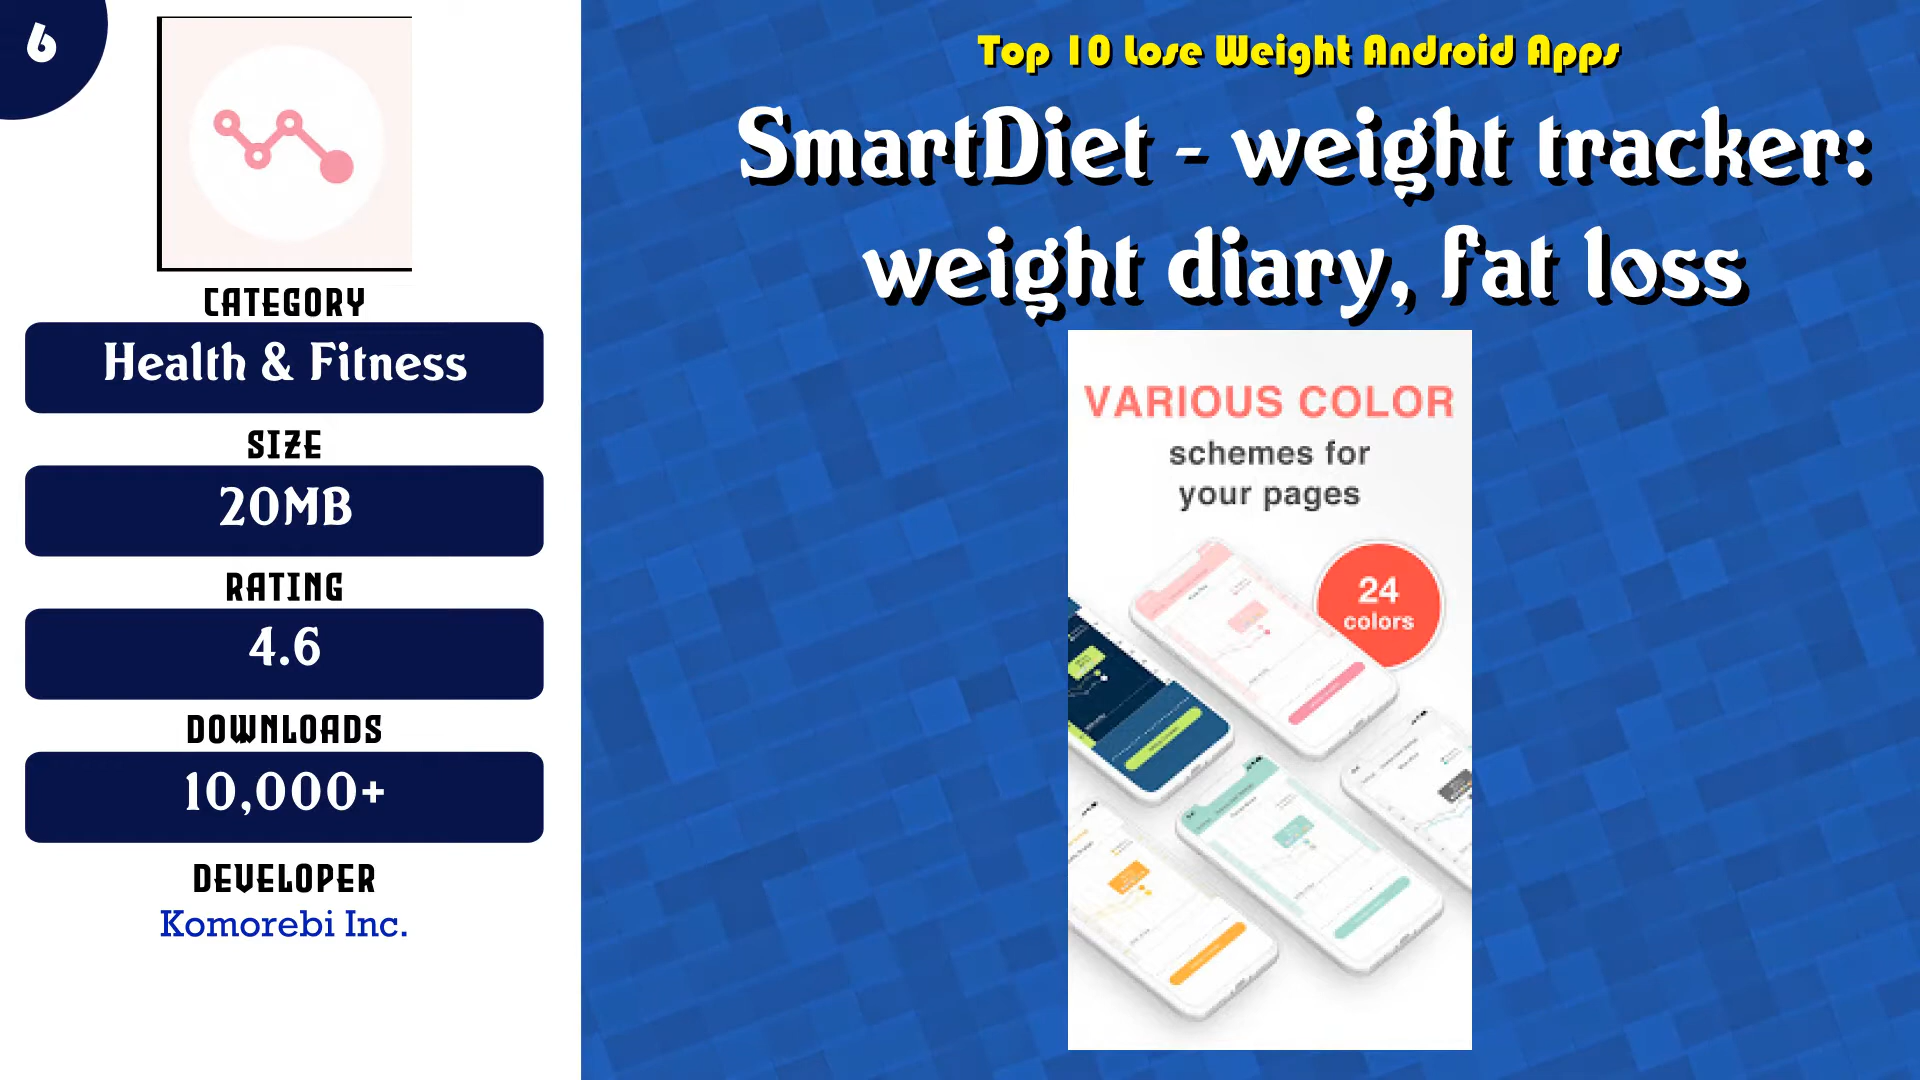 6
CATEGORY
Health & Fitness
SIZE
20MB
RATING
4.6
DOWNLOADS
10,000+
DEVELOPER
Komorebi Inc.
Top 10 Lose Weight Android Apps
SmartDiet - weight tracker:
weight diary, fat loss
VARIOUS COLOR
schemes for
your pages
24
colors